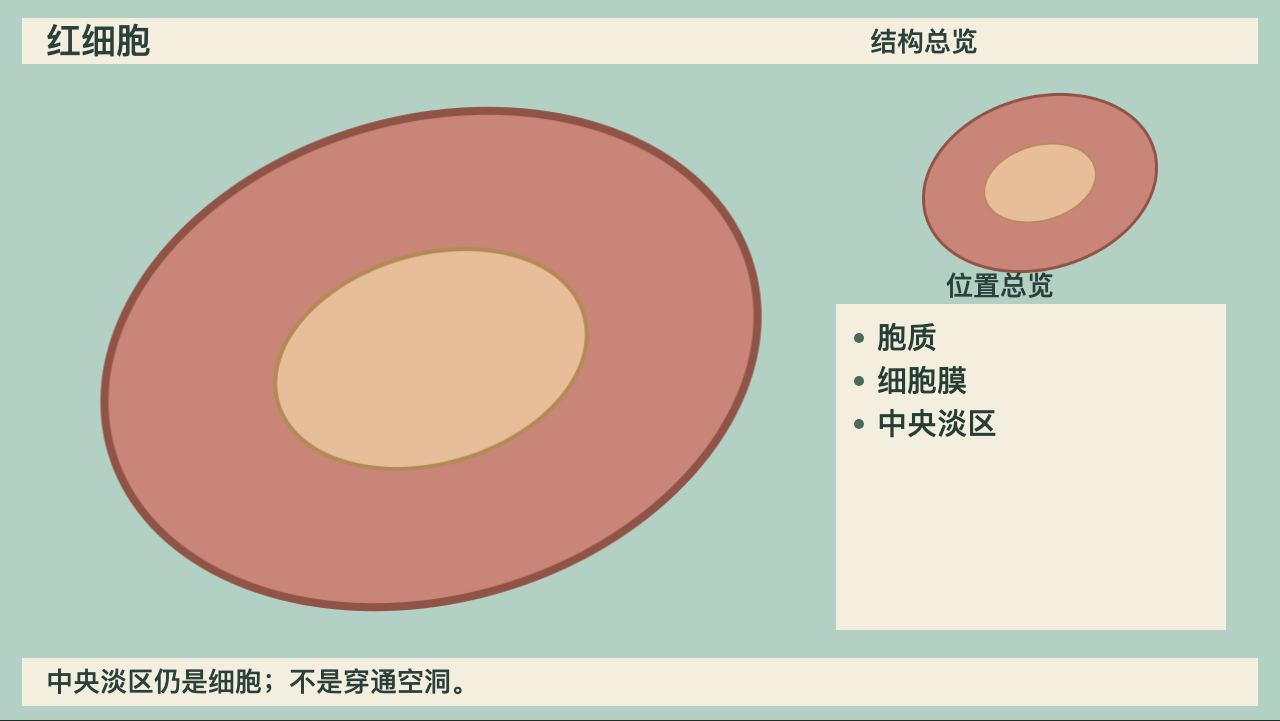 红细胞
结构总览
位置总览
胞质
细胞膜
中央淡区
中央淡区仍是细胞；不是穿通空洞。